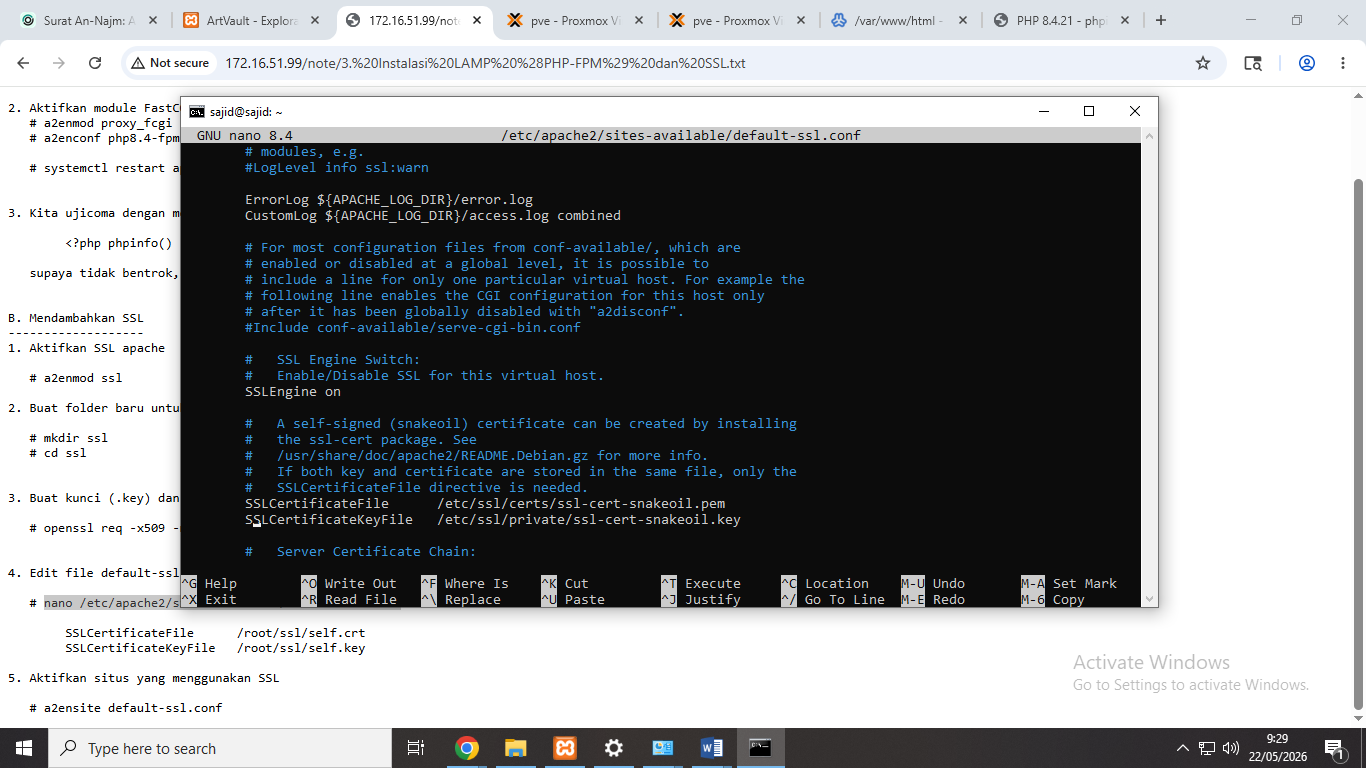 Surat An-Najm: A
ArtVault - Explora
172.16.51.99/note
pve - Proxmox Vi
pve - Proxmox Vi
/var/www/html -
PHP 8.4.21 - php
Not secure
172.16.51.99/note/3.%20Instalasi%20LAMP%20%28PHP-FPM%29%20dan%20SSL.txt
2. Aktifkan module FastC
# a2enmod proxy_fcgi
# a2enconf php8.4-fpm
# systemctl restart a
3. Kita ujicoma dengan m
<?php phpinfo()
supaya tidak bentrok,
B. Mendambahkan SSL
-------------------
1. Aktifkan SSL apache
# a2enmod ssl
2. Buat folder baru untu
# mkdir ssl
# cd ssl
3. Buat kunci (.key) dan
# openssl req -x509 -
4. Edit file default-ssl
# nano /etc/apache2/s
SSLCertificateFile /root/ssl/self.crt
SSLCertificateKeyFile /root/ssl/self.key
5. Aktifkan situs yang menggunakan SSL
# a2ensite default-ssl.conf
sajid@sajid: ~
GNU nano 8.4 /etc/apache2/sites-available/default-ssl.conf
# modules, e.g.
#LogLevel info ssl:warn
ErrorLog ${APACHE_LOG_DIR}/error.log
CustomLog ${APACHE_LOG_DIR}/access.log combined
# For most configuration files from conf-available/, which are
# enabled or disabled at a global level, it is possible to
# include a line for only one particular virtual host. For example the
# following line enables the CGI configuration for this host only
# after it has been globally disabled with "a2disconf".
#Include conf-available/serve-cgi-bin.conf
# SSL Engine Switch:
# Enable/Disable SSL for this virtual host.
SSLEngine on
# A self-signed (snakeoil) certificate can be created by installing
# the ssl-cert package. See
# /usr/share/doc/apache2/README.Debian.gz for more info.
# If both key and certificate are stored in the same file, only the
# SSLCertificateFile directive is needed.
SSLCertificateFile /etc/ssl/certs/ssl-cert-snakeoil.pem
SSLCertificateKeyFile /etc/ssl/private/ssl-cert-snakeoil.key
# Server Certificate Chain:
^G Help ^O Write Out ^F Where Is ^K Cut ^T Execute ^C Location M-U Undo M-A Set Mark
^X Exit ^R Read File ^\ Replace ^U Paste ^J Justify ^/ Go To Line M-E Redo M-6 Copy
Activate Windows
Go to Settings to activate Windows.
Type here to search
9:29
22/05/2026
1